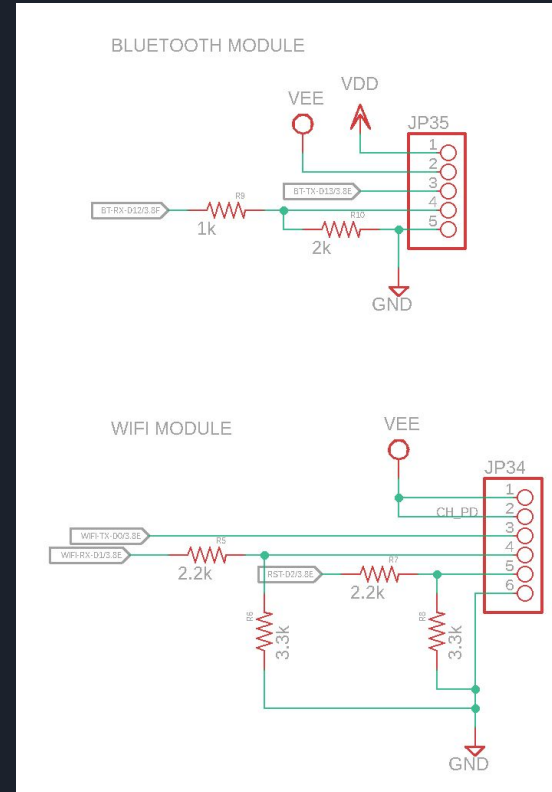 BLUETOOTH MODULE
VDD
VEE
JP35
1
2
BT-TX-D13/3.8E
3
BT-RX-D12/3.8F
R9
4
1k
R10
5
2k
GND
WIFI MODULE
VEE
JP34
1
CH_PD
2
WIFI-TX-D0/3.8E
3
WIFI-RX-D1/3.8E
R5
4
2.2k
RST-D2/3.8E
R7
5
2.2k
6
R6
3.3k
R8
3.3k
GND